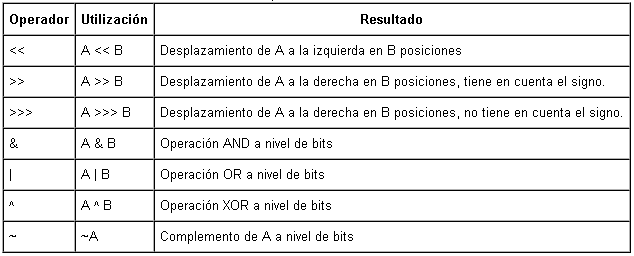 Operador Utilización Resultado
<< A << B Desplazamiento de A a la izquierda en B posiciones
>> A >> B Desplazamiento de A a la derecha en B posiciones, tiene en cuenta el signo.
>>> A >>> B Desplazamiento de A a la derecha en B posiciones, no tiene en cuenta el signo.
& A & B Operación AND a nivel de bits
| A | B Operación OR a nivel de bits
^ A ^ B Operación XOR a nivel de bits
~ ~A Complemento de A a nivel de bits